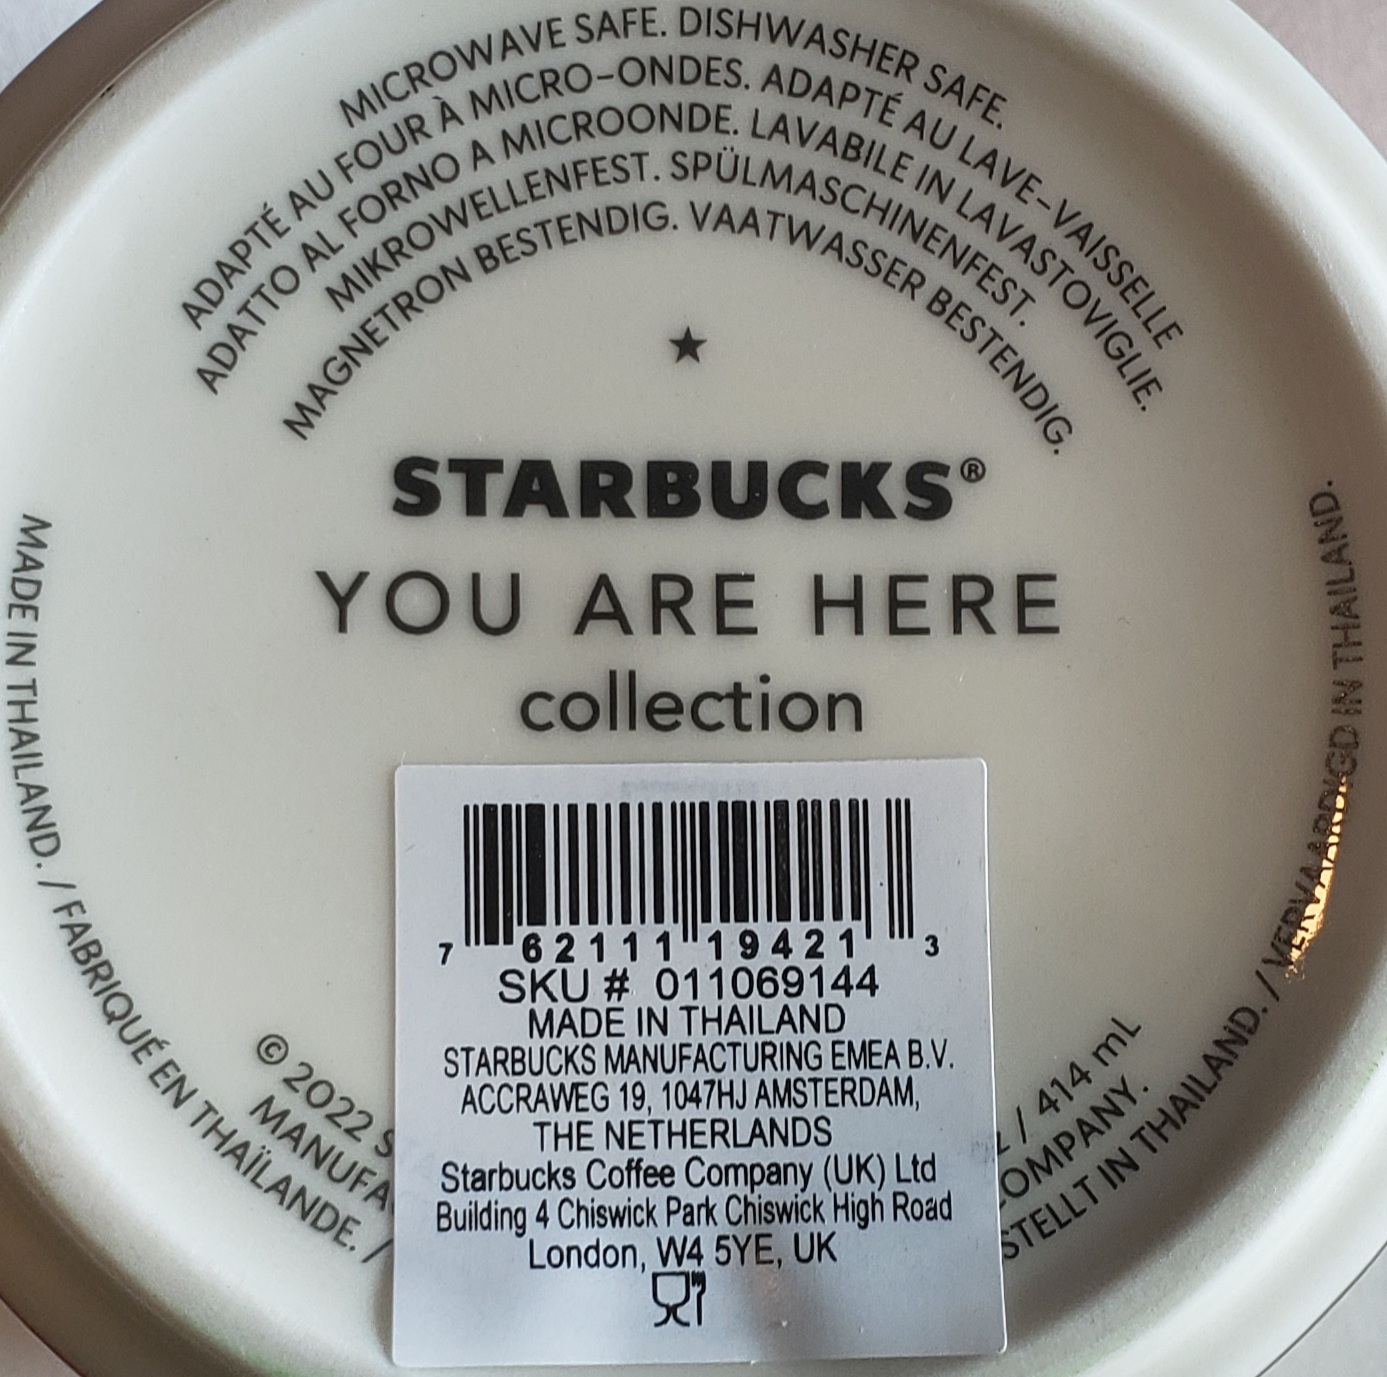 MICROWAVE SAFE. DISHWASHER SAFE.
ADAPTÉ AU FOUR À MICRO-ONDES. ADAPTÉ AU LAVE-VAISSELLE
ADATTO AL FORNO A MICROONDE. LAVABILE IN LAVASTOVIGLIE.
MIKROWELLENFEST. SPÜLMASCHINENFEST.
MAGNETRON BESTENDIG. VAATWASSER BESTENDIG.
STARBUCKS®
YOU ARE HERE
collection
7 62111 19421 3
SKU # 011069144
MADE IN THAILAND
STARBUCKS MANUFACTURING EMEA B.V.
ACCRAWEG 19, 1047HJ AMSTERDAM,
THE NETHERLANDS
Starbucks Coffee Company (UK) Ltd
Building 4 Chiswick Park Chiswick High Road
London, W4 5YE, UK
© 2022 / 414 mL
COMPANY.
MADE IN THAILAND. / FABRIQUÉ EN THAÏLANDE. / STELLT IN THAILAND. / VERVAARDIGD IN THAILAND.